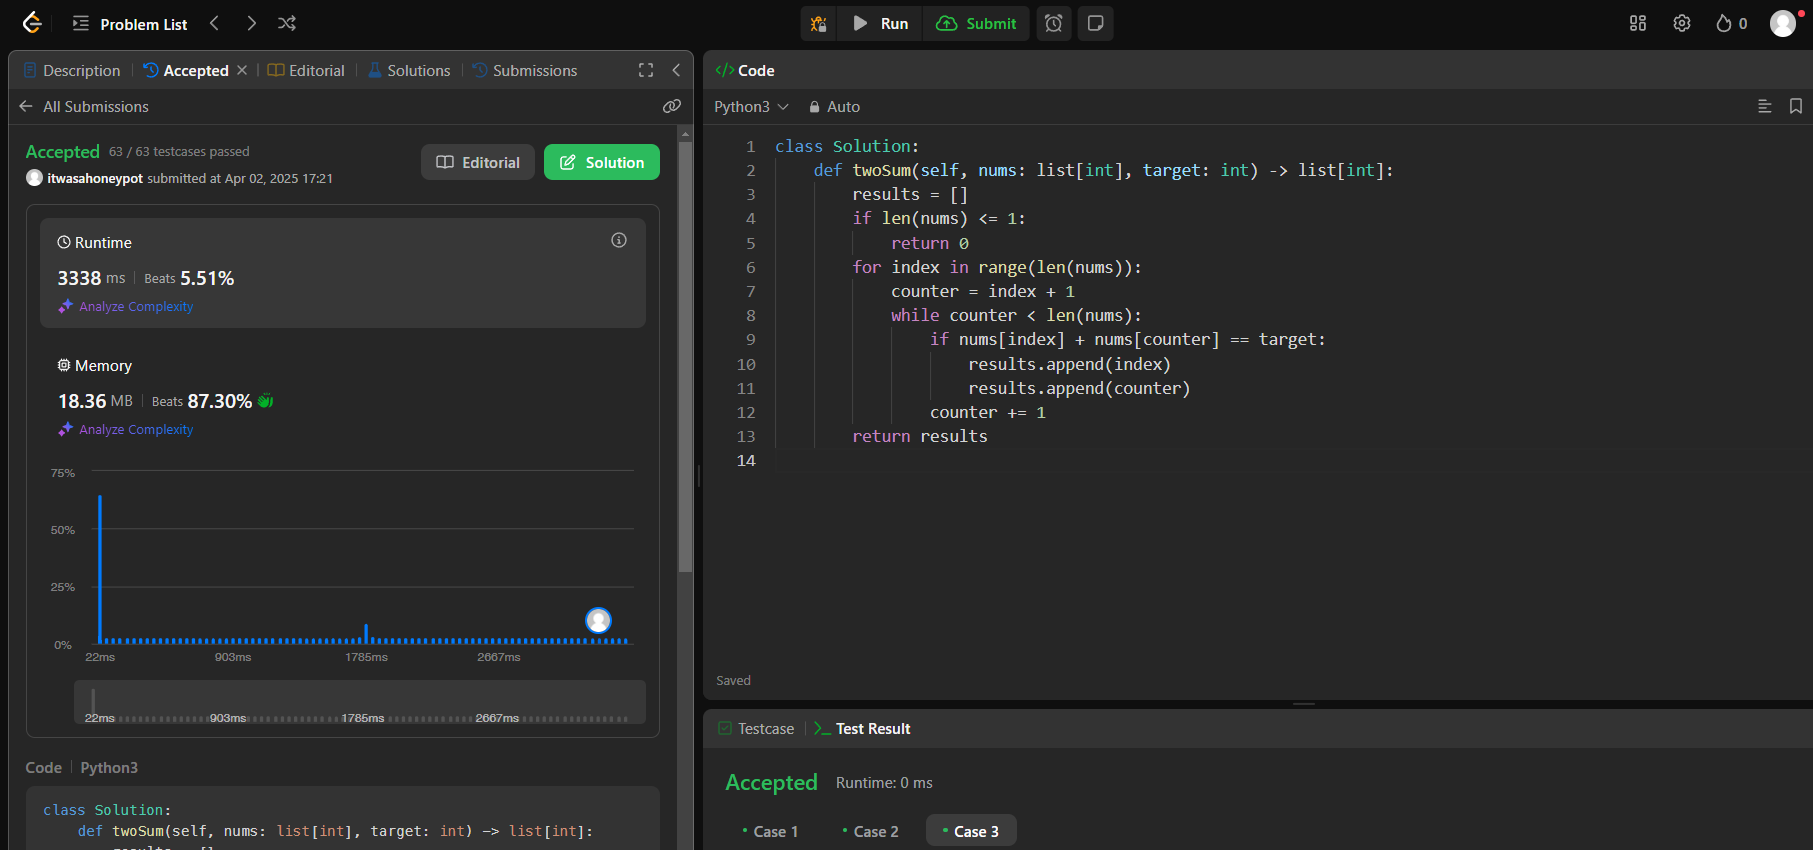 Problem List
Run
Submit
0
Description
Accepted
Editorial
Solutions
Submissions
All Submissions
Accepted 63 / 63 testcases passed
itwasahoneypot submitted at Apr 02, 2025 17:21
Editorial
Solution
Runtime
3338 ms Beats 5.51%
Analyze Complexity
Memory
18.36 MB Beats 87.30%
Analyze Complexity
75%
50%
25%
0%
22ms 903ms 1785ms 2667ms
22ms 903ms 1785ms 2667ms
Code Python3
class Solution:
def twoSum(self, nums: list[int], target: int) -> list[int]:
</> Code
Python3 Auto
1 class Solution:
2 def twoSum(self, nums: list[int], target: int) -> list[int]:
3 results = []
4 if len(nums) <= 1:
5 return 0
6 for index in range(len(nums)):
7 counter = index + 1
8 while counter < len(nums):
9 if nums[index] + nums[counter] == target:
10 results.append(index)
11 results.append(counter)
12 counter += 1
13 return results
14
Saved
Testcase
Test Result
Accepted Runtime: 0 ms
Case 1
Case 2
Case 3